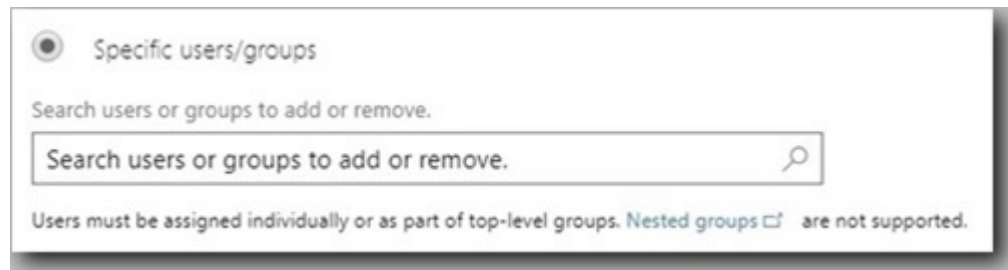 Specific users/groups
Search users or groups to add or remove.
Search users or groups to add or remove.
Users must be assigned individually or as part of top-level groups. Nested groups are not supported.